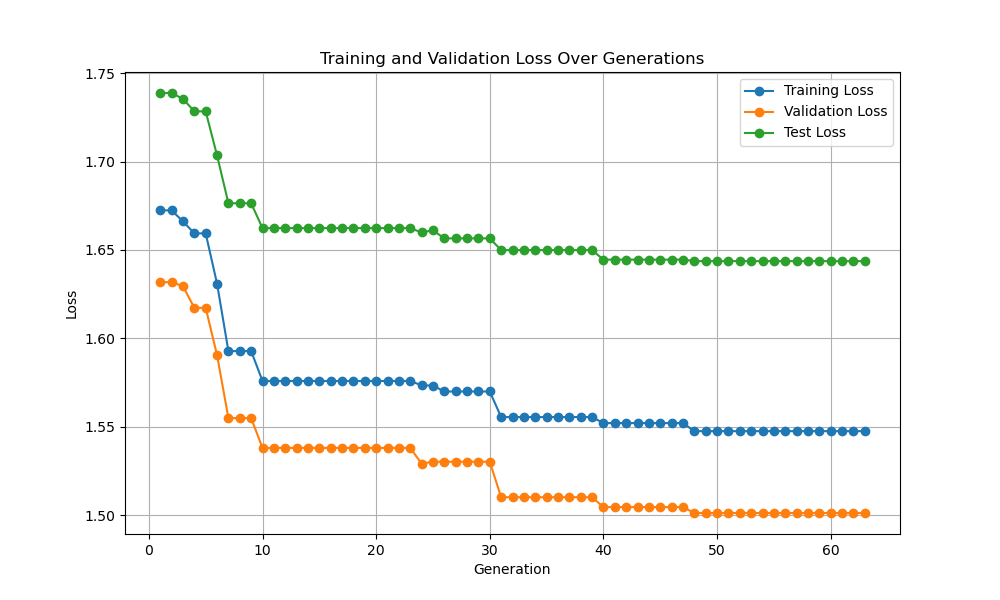 Training and Validation Loss Over Generations
1.75
1.70
1.65
1.60
1.55
1.50
Loss
Training Loss
Validation Loss
Test Loss
0 10 20 30 40 50 60
Generation